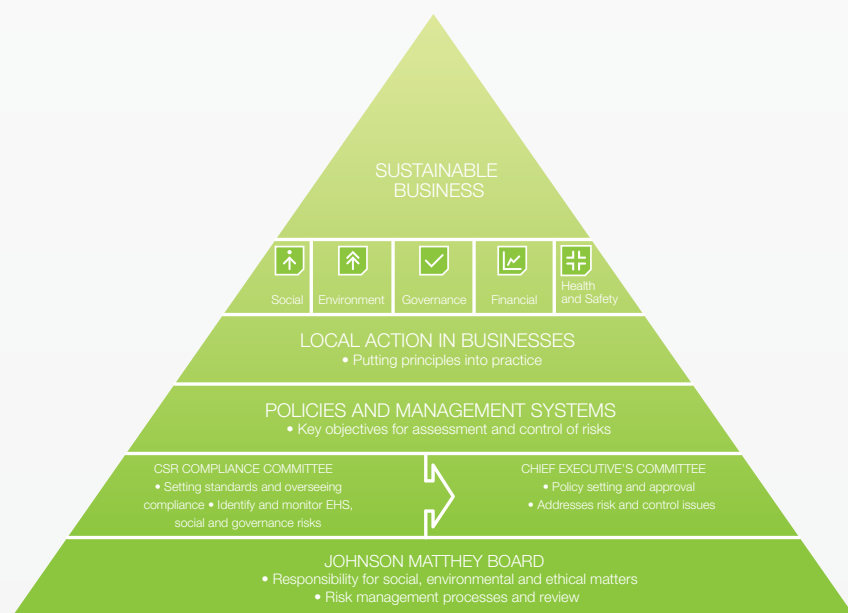 SUSTAINABLE
BUSINESS
Social
Environment
Governance
Financial
Health
and Safety
LOCAL ACTION IN BUSINESSES
• Putting principles into practice
POLICIES AND MANAGEMENT SYSTEMS
• Key objectives for assessment and control of risks
CSR COMPLIANCE COMMITTEE
• Setting standards and overseeing
compliance • Identify and monitor EHS,
social and governance risks
CHIEF EXECUTIVE'S COMMITTEE
• Policy setting and approval
• Addresses risk and control issues
JOHNSON MATTHEY BOARD
• Responsibility for social, environmental and ethical matters
• Risk management processes and review